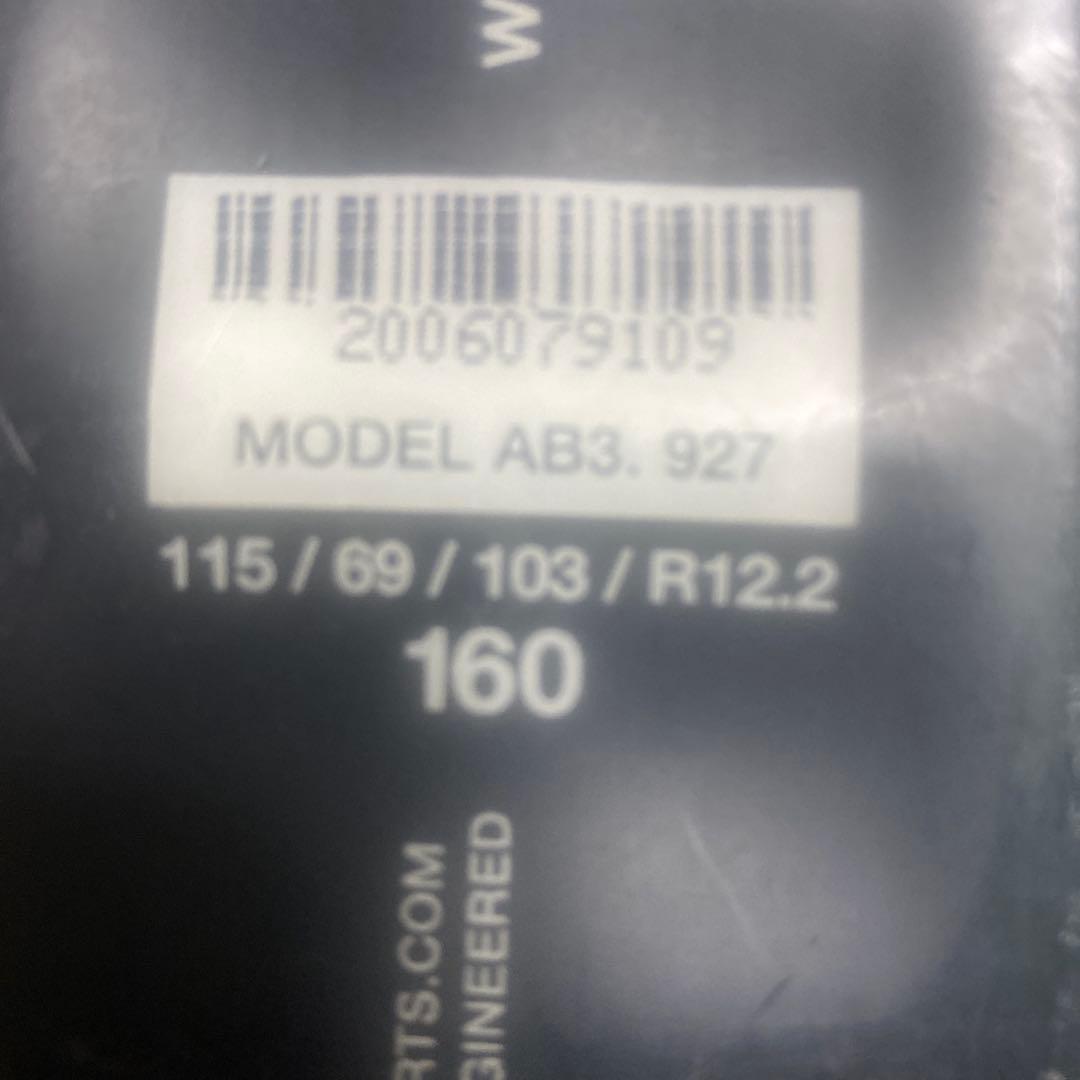 W
2006079109
MODEL AB3. 927
115 / 69 / 103 / R12.2
160
RTS.COM
GINEERED